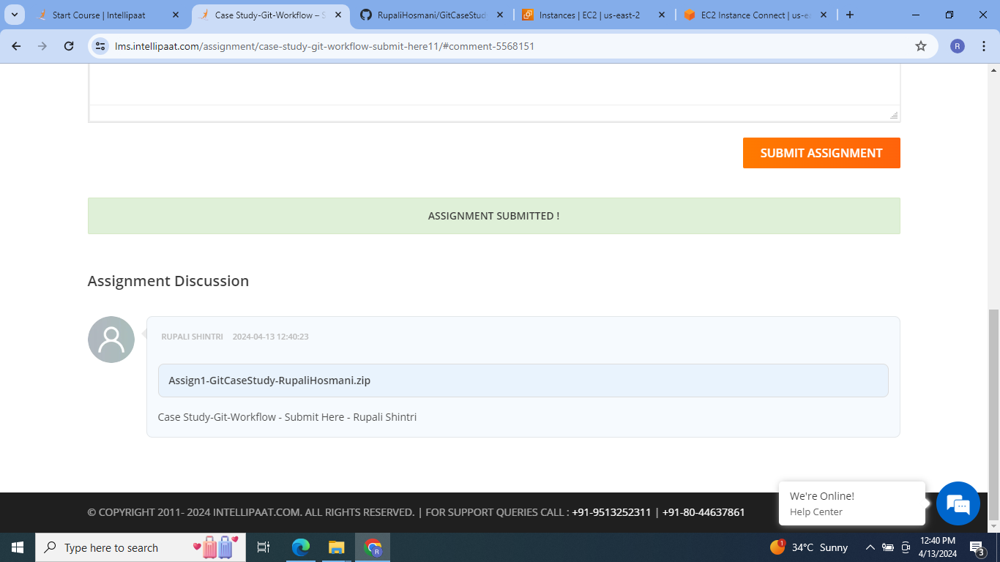 Start Course | Intellipaat
Case Study-Git-Workflow – S
RupaliHosmani/GitCaseStud
Instances | EC2 | us-east-2
EC2 Instance Connect | us-ea
lms.intellipaat.com/assignment/case-study-git-workflow-submit-here11/#comment-5568151
R
SUBMIT ASSIGNMENT
ASSIGNMENT SUBMITTED !
Assignment Discussion
RUPALI SHINTRI 2024-04-13 12:40:23
Assign1-GitCaseStudy-RupaliHosmani.zip
Case Study-Git-Workflow - Submit Here - Rupali Shintri
We're Online!
Help Center
© COPYRIGHT 2011- 2024 INTELLIPAAT.COM. ALL RIGHTS RESERVED. | FOR SUPPORT QUERIES CALL : +91-9513252311 | +91-80-44637861
Type here to search
R
1
34°C Sunny
12:40 PM
4/13/2024
3